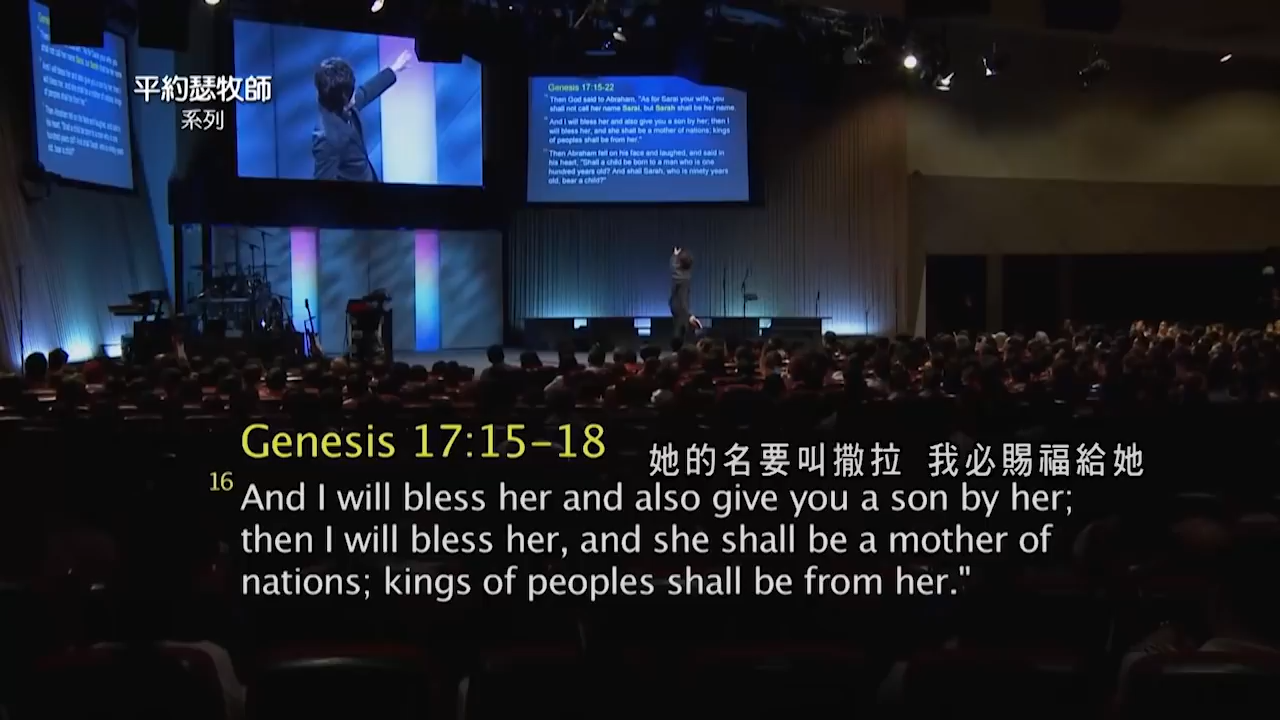 平約瑟牧師
系列
Genesis 17:15-22
Then God said to Abraham, "As for Sarai your wife, you
shall not call her name Sarai, but Sarah shall be her name.
And I will bless her and also give you a son by her; then I
will bless her, and she shall be a mother of nations; kings
of peoples shall be from her."
Then Abraham fell on his face and laughed, and said in
his heart, "Shall a child be born to a man who is one
hundred years old? And shall Sarah, who is ninety years
old, bear a child?"
Genesis 17:15-18
她的名要叫撒拉 我必賜福給她
16 And I will bless her and also give you a son by her;
then I will bless her, and she shall be a mother of
nations; kings of peoples shall be from her."